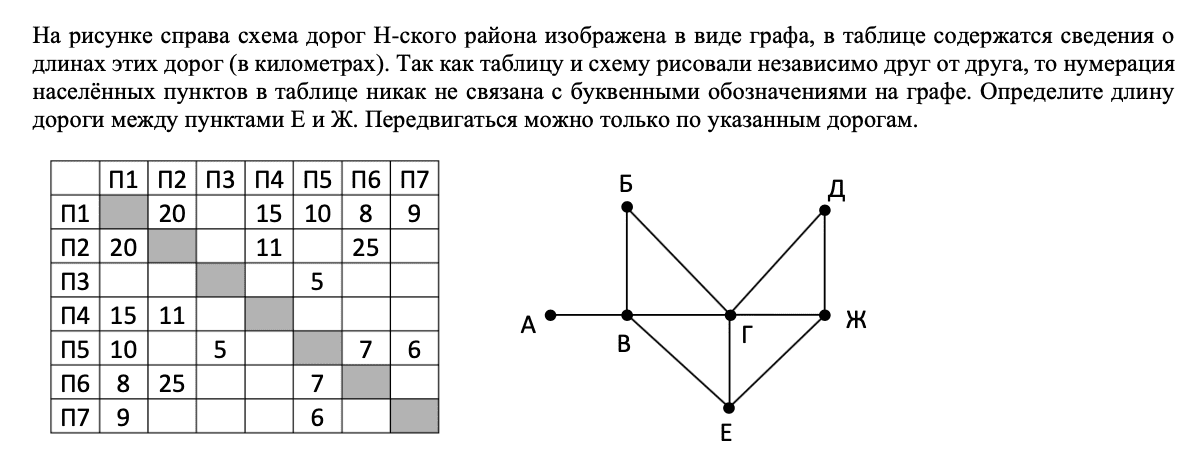 На рисунке справа схема дорог Н-ского района изображена в виде графа, в таблице содержатся сведения о
длинах этих дорог (в километрах). Так как таблицу и схему рисовали независимо друг от друга, то нумерация
населённых пунктов в таблице никак не связана с буквенными обозначениями на графе. Определите длину
дороги между пунктами Е и Ж. Передвигаться можно только по указанным дорогам.
П1 П2 П3 П4 П5 П6 П7
П1 20 15 10 8 9
П2 20 11 25
П3 5
П4 15 11
П5 10 5 7 6
П6 8 25 7
П7 9 6
Б Д
А В Г Ж
Е